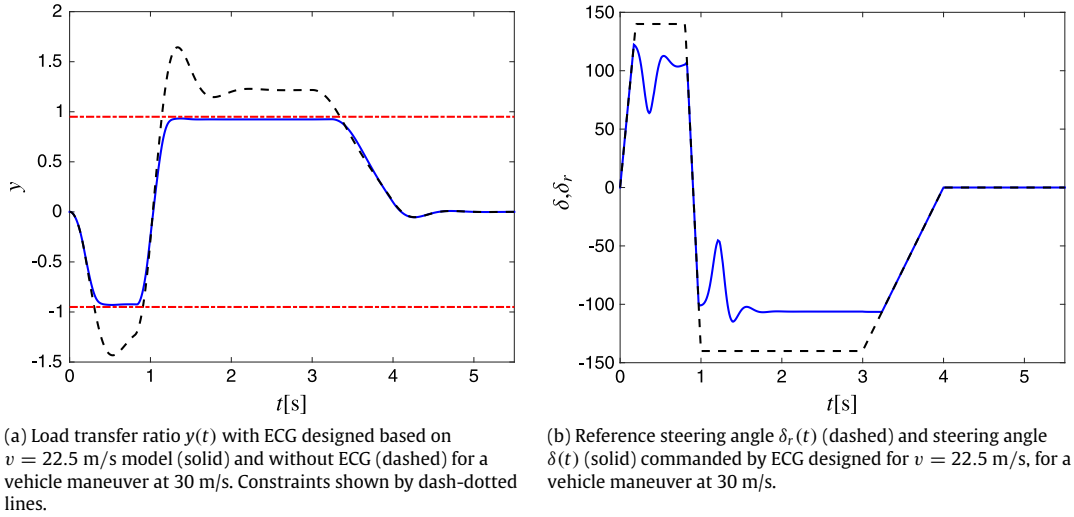 2
1.5
1
0.5
0
-0.5
-1
-1.5
y
0 1 2 3 4 5
t[s]
(a) Load transfer ratio y(t) with ECG designed based on
v = 22.5 m/s model (solid) and without ECG (dashed) for a
vehicle maneuver at 30 m/s. Constraints shown by dash-dotted
lines.
150
100
50
0
-50
-100
-150
δ,δr
0 1 2 3 4 5
t[s]
(b) Reference steering angle δr(t) (dashed) and steering angle
δ(t) (solid) commanded by ECG designed for v = 22.5 m/s, for a
vehicle maneuver at 30 m/s.